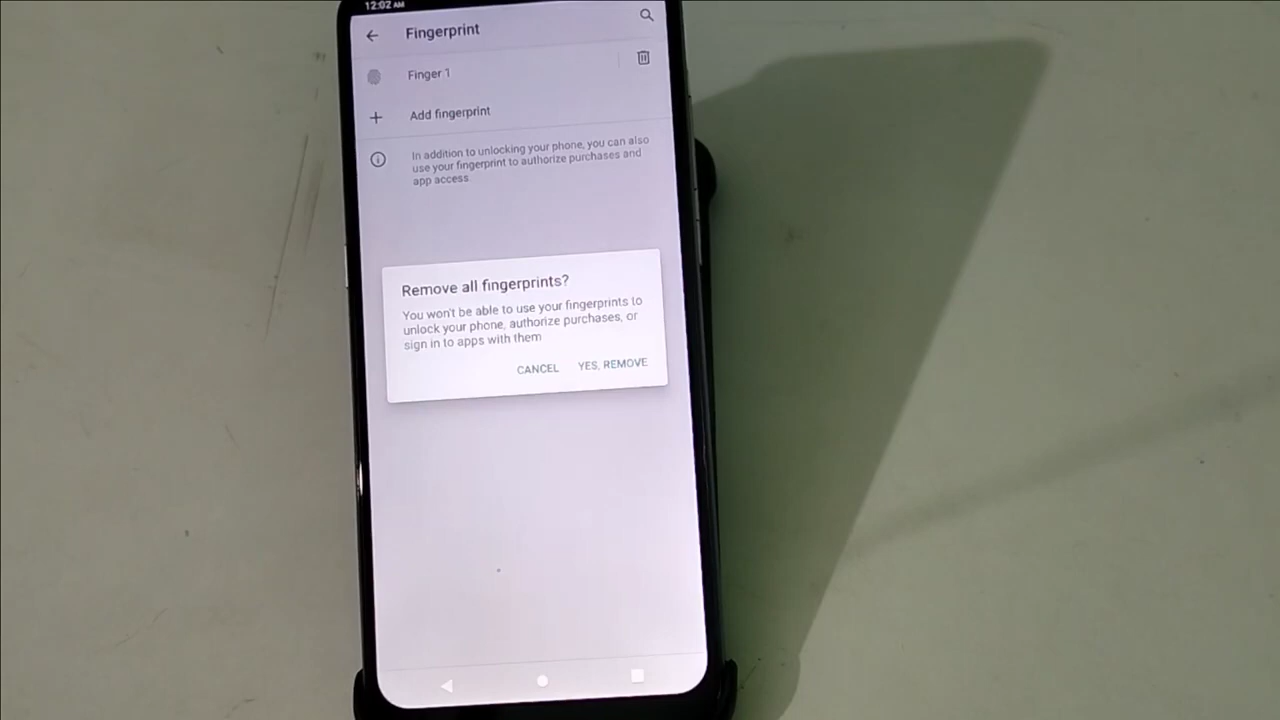 12:02 AM
Fingerprint
Finger 1
Add fingerprint
In addition to unlocking your phone, you can also
use your fingerprint to authorize purchases and
app access.
Remove all fingerprints?
You won't be able to use your fingerprints to
unlock your phone, authorize purchases, or
sign in to apps with them
CANCEL YES, REMOVE